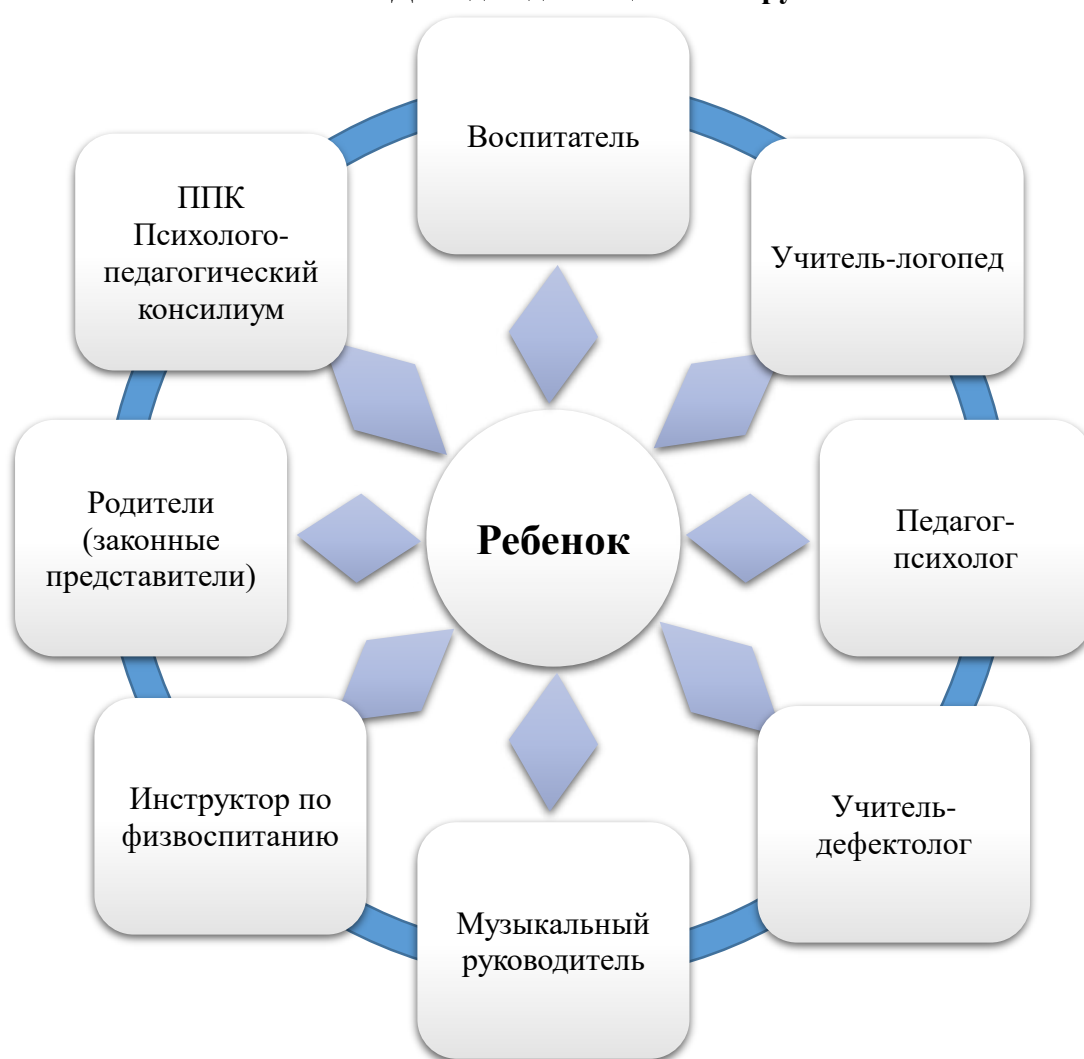 Воспитатель
Учитель-логопед
Педагог-
психолог
Учитель-
дефектолог
Музыкальный
руководитель
Инструктор по
физвоспитанию
Родители
(законные
представители)
ППК
Психолого-
педагогический
консилиум
Ребенок